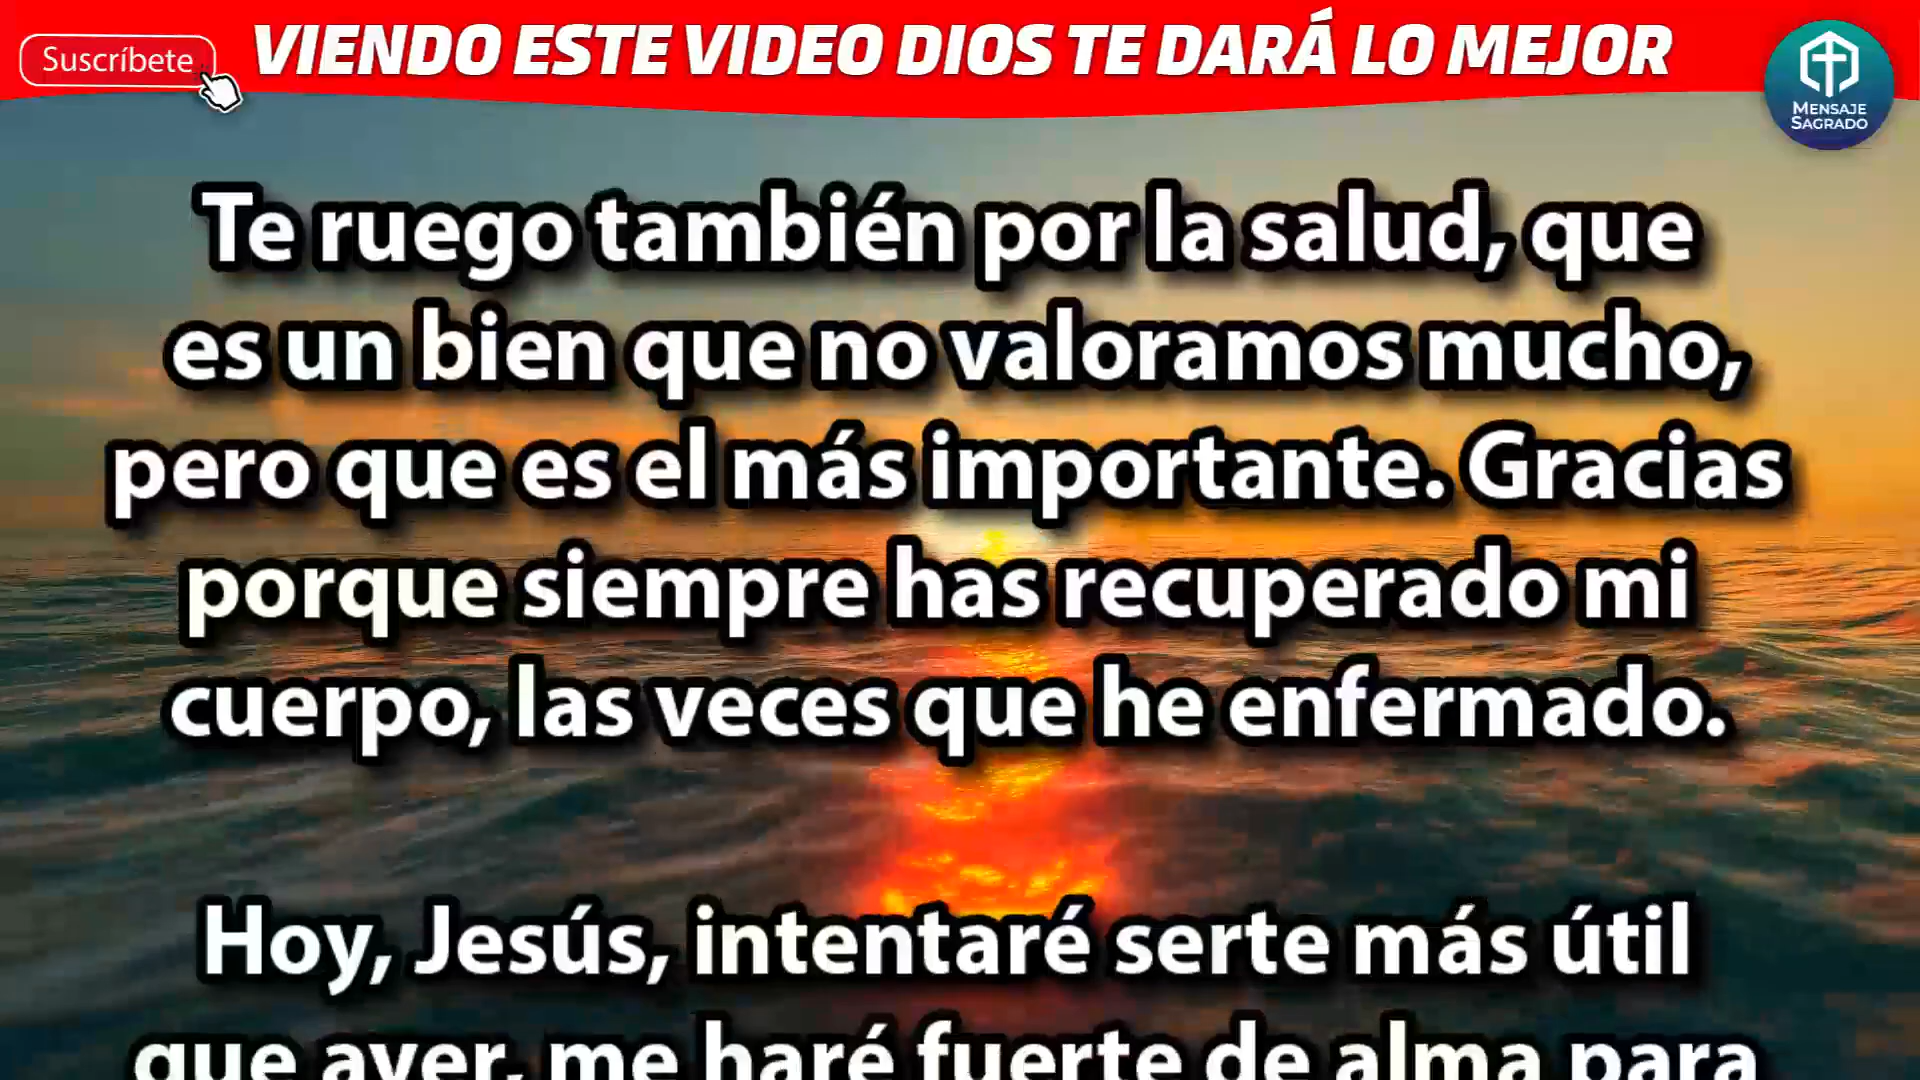 Suscríbete
VIENDO ESTE VIDEO DIOS TE DARÁ LO MEJOR
MENSAJE
SAGRADO
Te ruego también por la salud, que
es un bien que no valoramos mucho,
pero que es el más importante. Gracias
porque siempre has recuperado mi
cuerpo, las veces que he enfermado.
Hoy, Jesús, intentaré serte más útil
que ayer, me haré fuerte de alma para